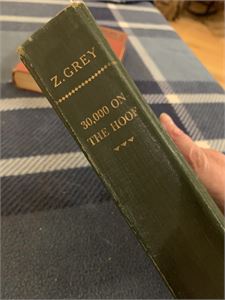 Z. GREY
30,000 ON
THE HOOF